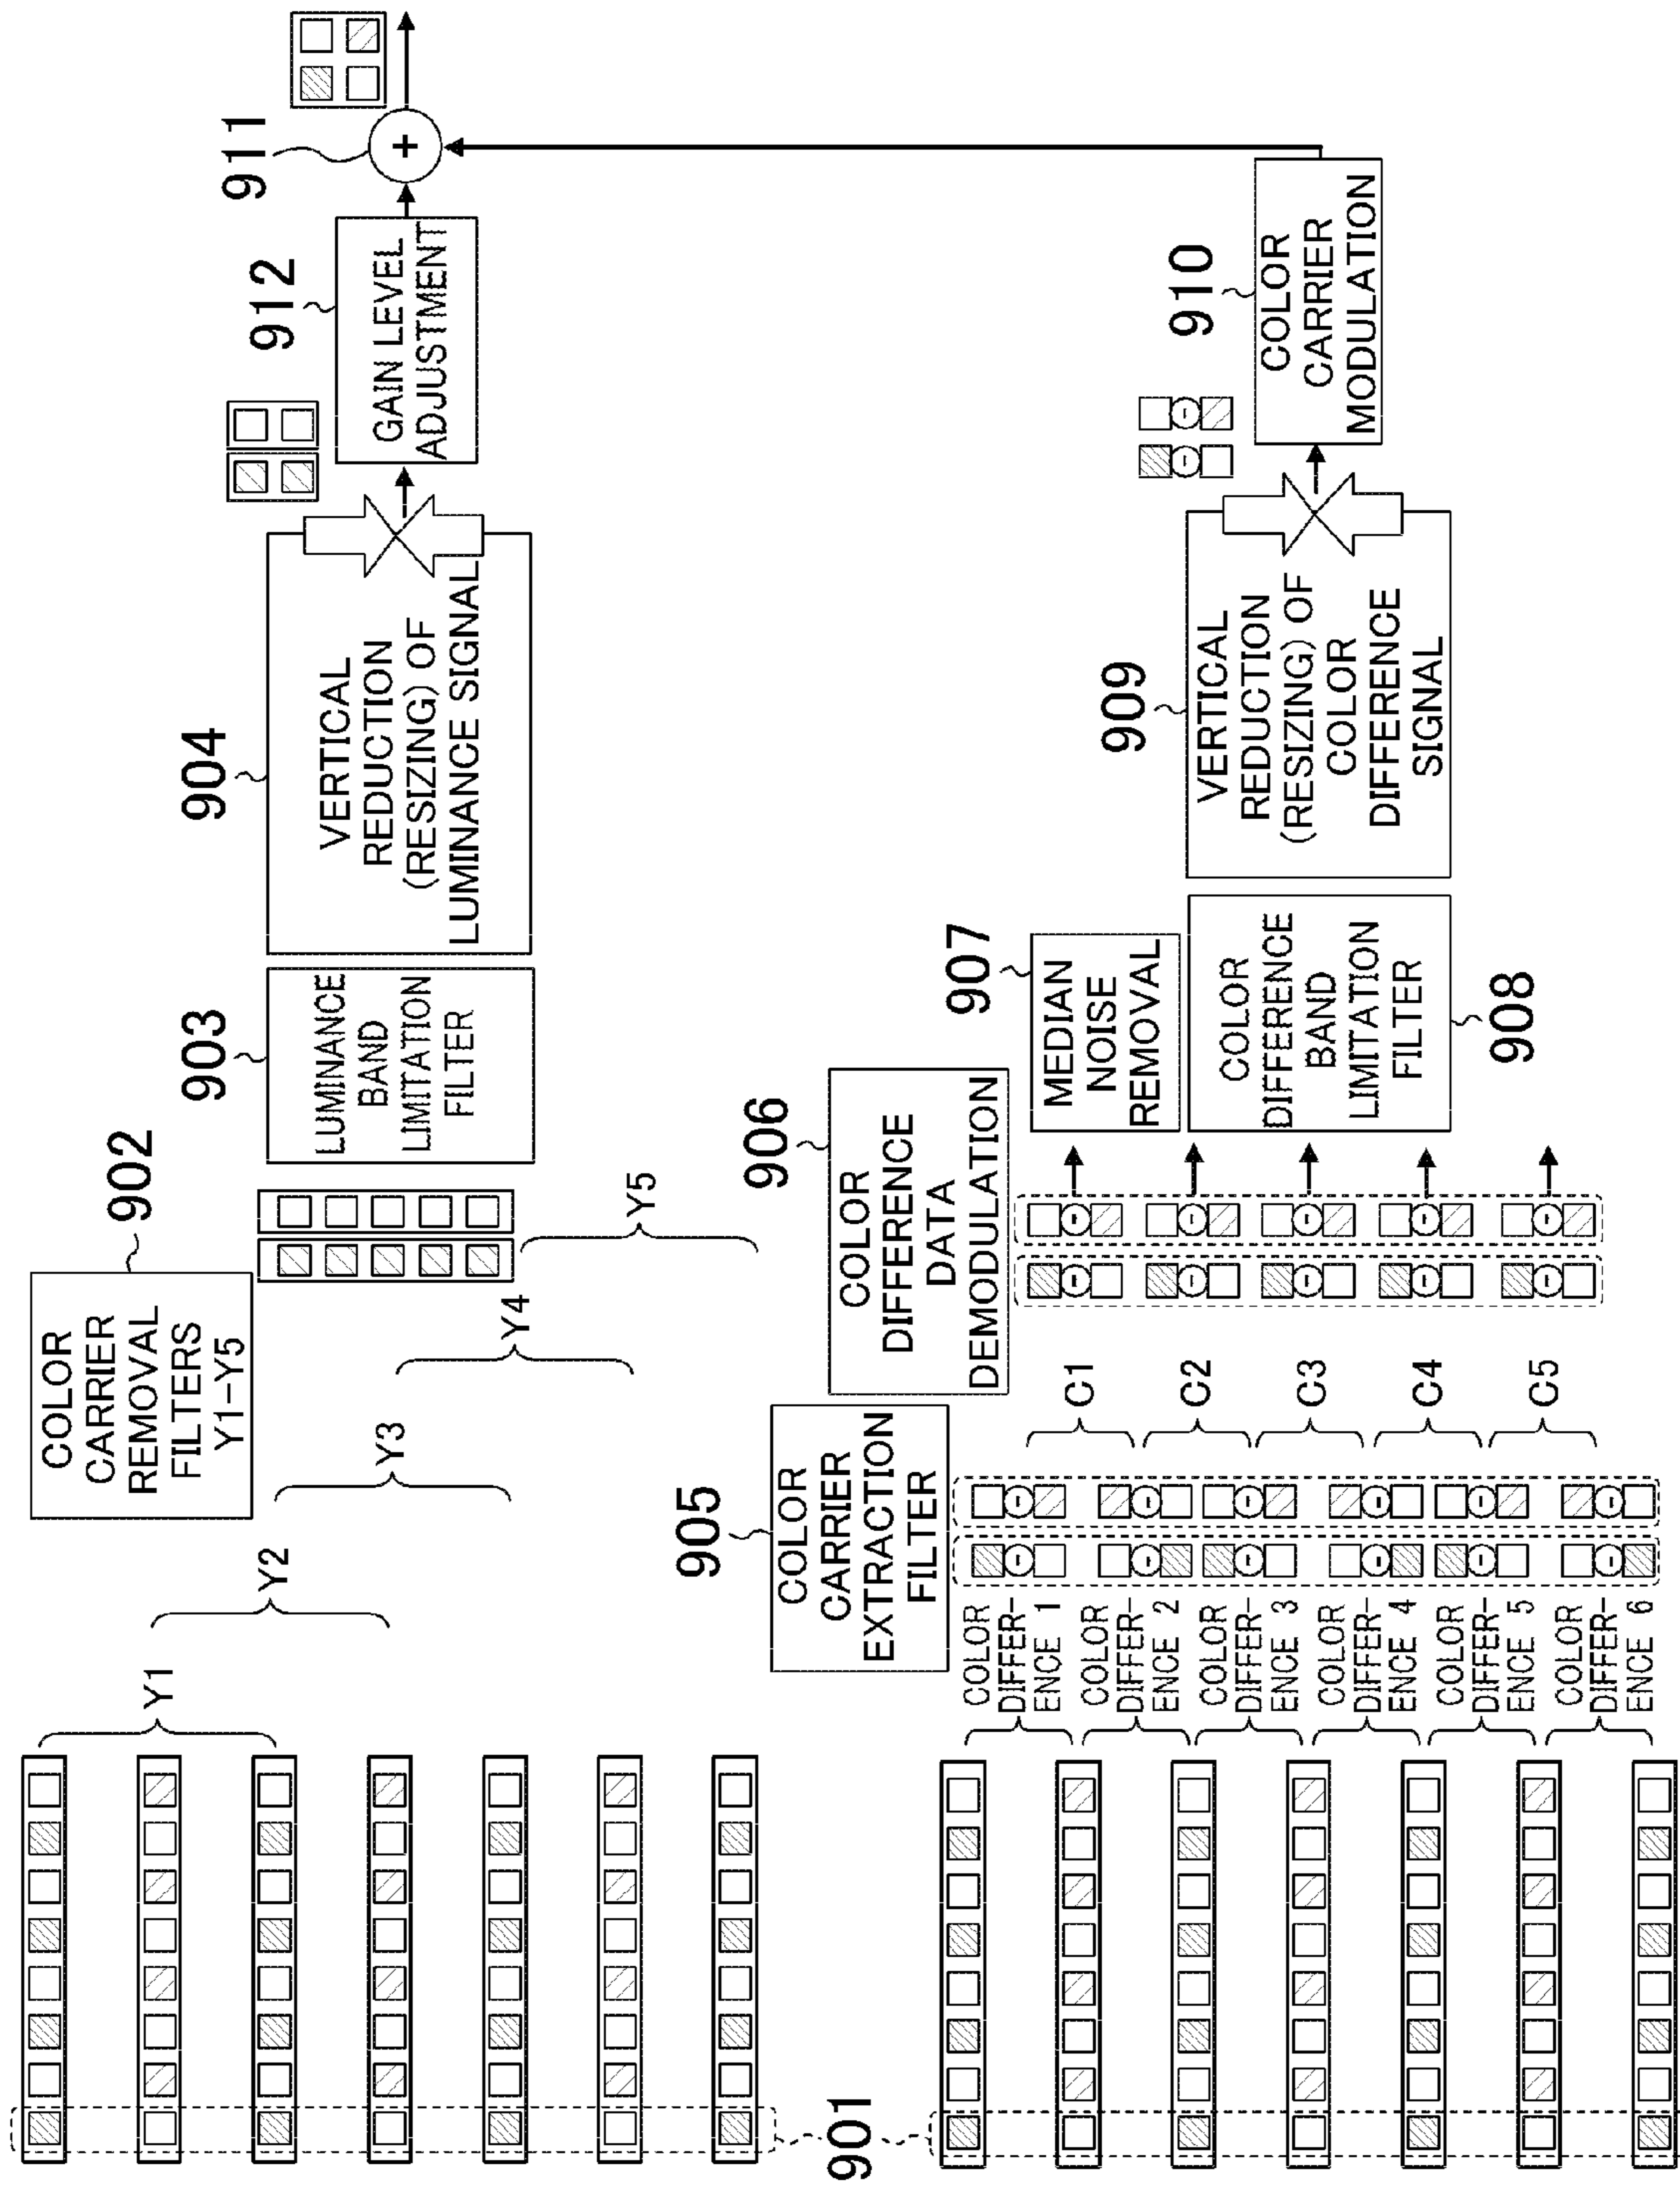 901
Y1
Y2
Y3
Y4
Y5
902
COLOR
CARRIER
REMOVAL
FILTERS
Y1-Y5
903
LUMINANCE
BAND
LIMITATION
FILTER
904
VERTICAL
REDUCTION
(RESIZING) OF
LUMINANCE SIGNAL
912
GAIN LEVEL
ADJUSTMENT
911
+
COLOR
DIFFER-
ENCE 1
COLOR
DIFFER-
ENCE 2
COLOR
DIFFER-
ENCE 3
COLOR
DIFFER-
ENCE 4
COLOR
DIFFER-
ENCE 5
COLOR
DIFFER-
ENCE 6
905
COLOR
CARRIER
EXTRACTION
FILTER
C1
C2
C3
C4
C5
906
COLOR
DIFFERENCE
DATA
DEMODULATION
907
MEDIAN
NOISE
REMOVAL
COLOR
DIFFERENCE
BAND
LIMITATION
FILTER
908
909
VERTICAL
REDUCTION
(RESIZING) OF
COLOR
DIFFERENCE
SIGNAL
910
COLOR
CARRIER
MODULATION